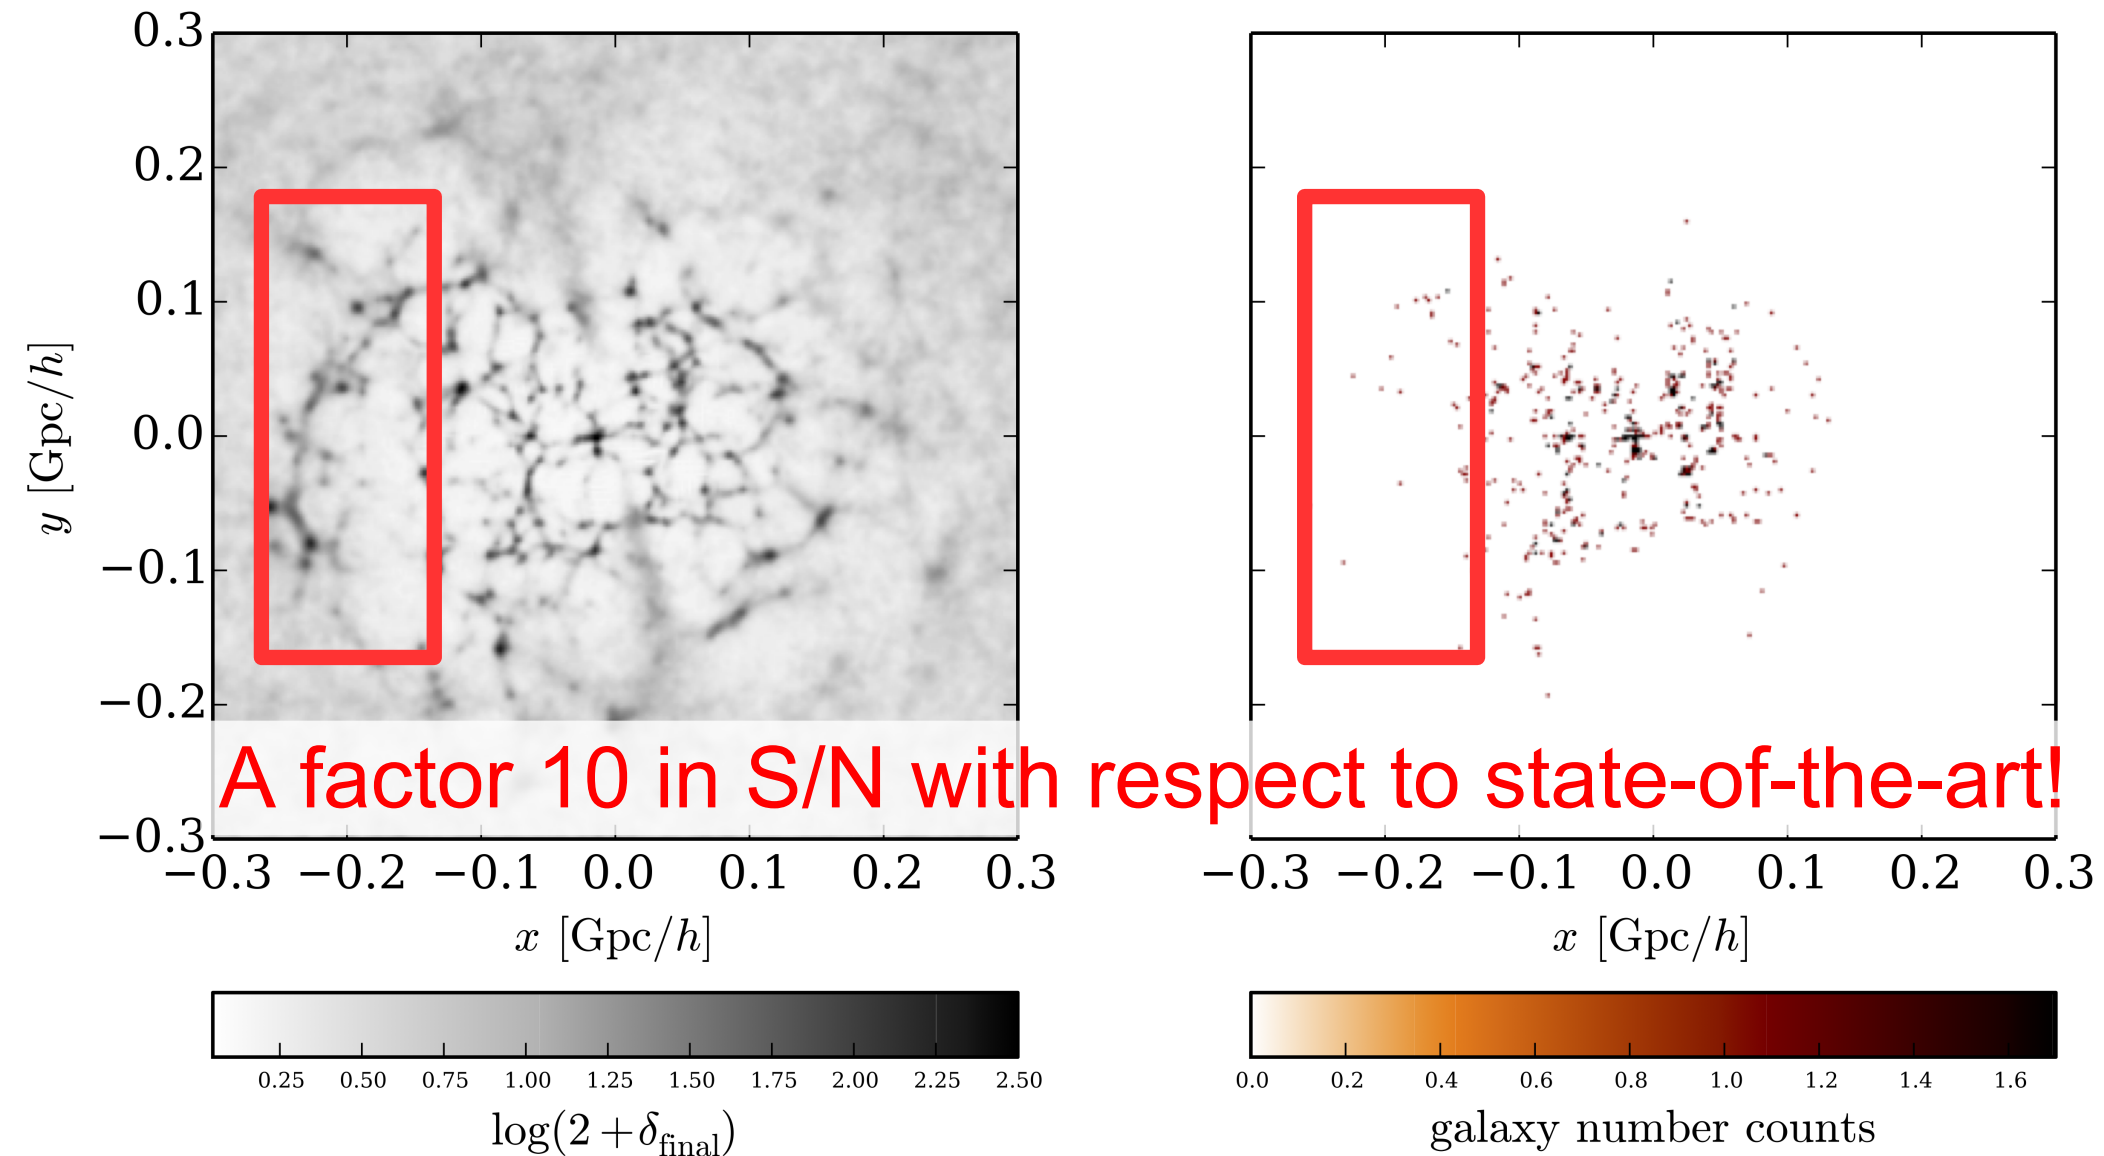 0.3
0.2
0.1
0.0
−0.1
−0.2
−0.3
y [Gpc/h]
A factor 10 in S/N with respect to state-of-the-art!
−0.3 −0.2 −0.1 0.0 0.1 0.2 0.3
−0.3 −0.2 −0.1 0.0 0.1 0.2 0.3
x [Gpc/h]
x [Gpc/h]
0.25 0.50 0.75 1.00 1.25 1.50 1.75 2.00 2.25 2.50
0.0 0.2 0.4 0.6 0.8 1.0 1.2 1.4 1.6
log(2+δfinal)
galaxy number counts